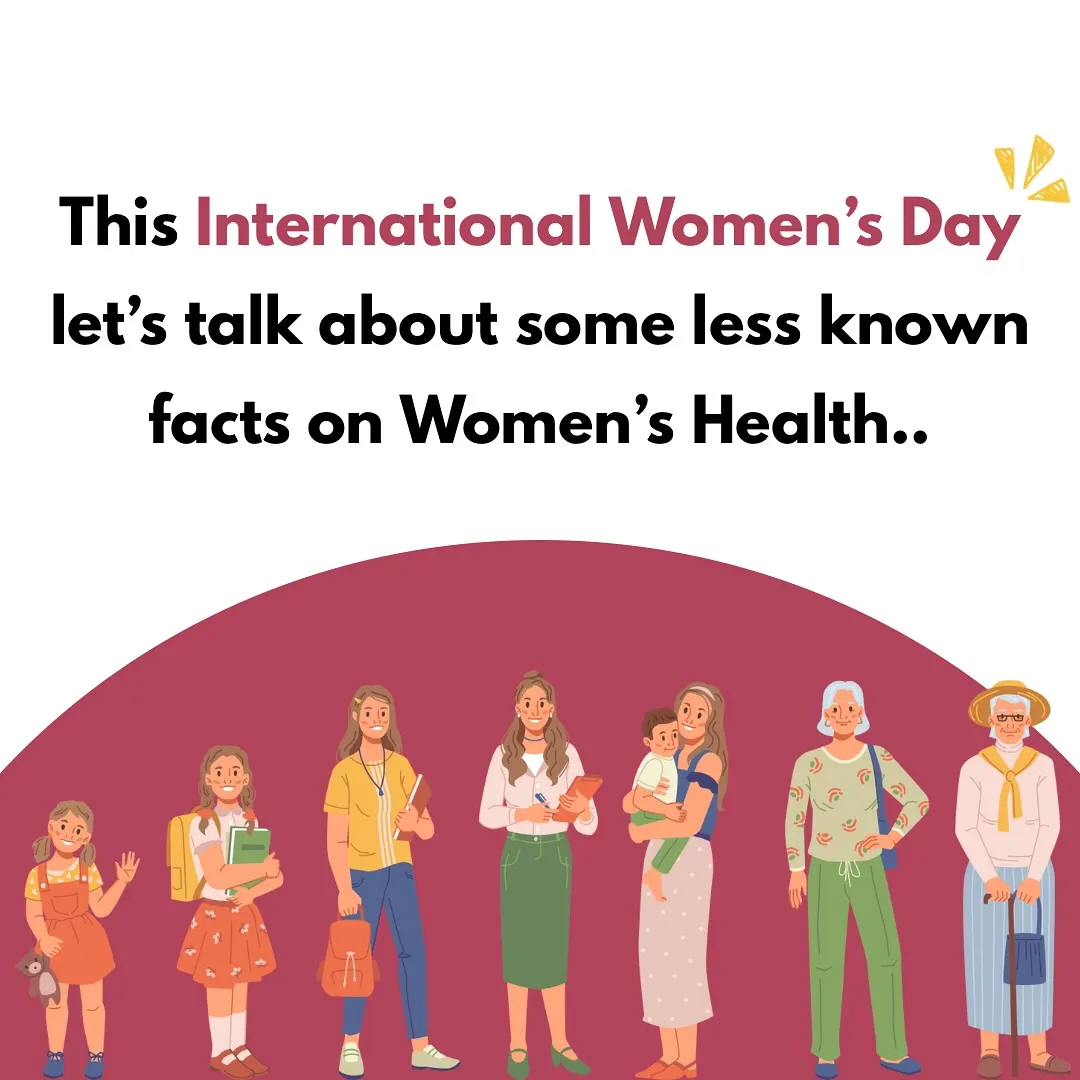 This International Women’s Day
let’s talk about some less known
facts on Women’s Health..